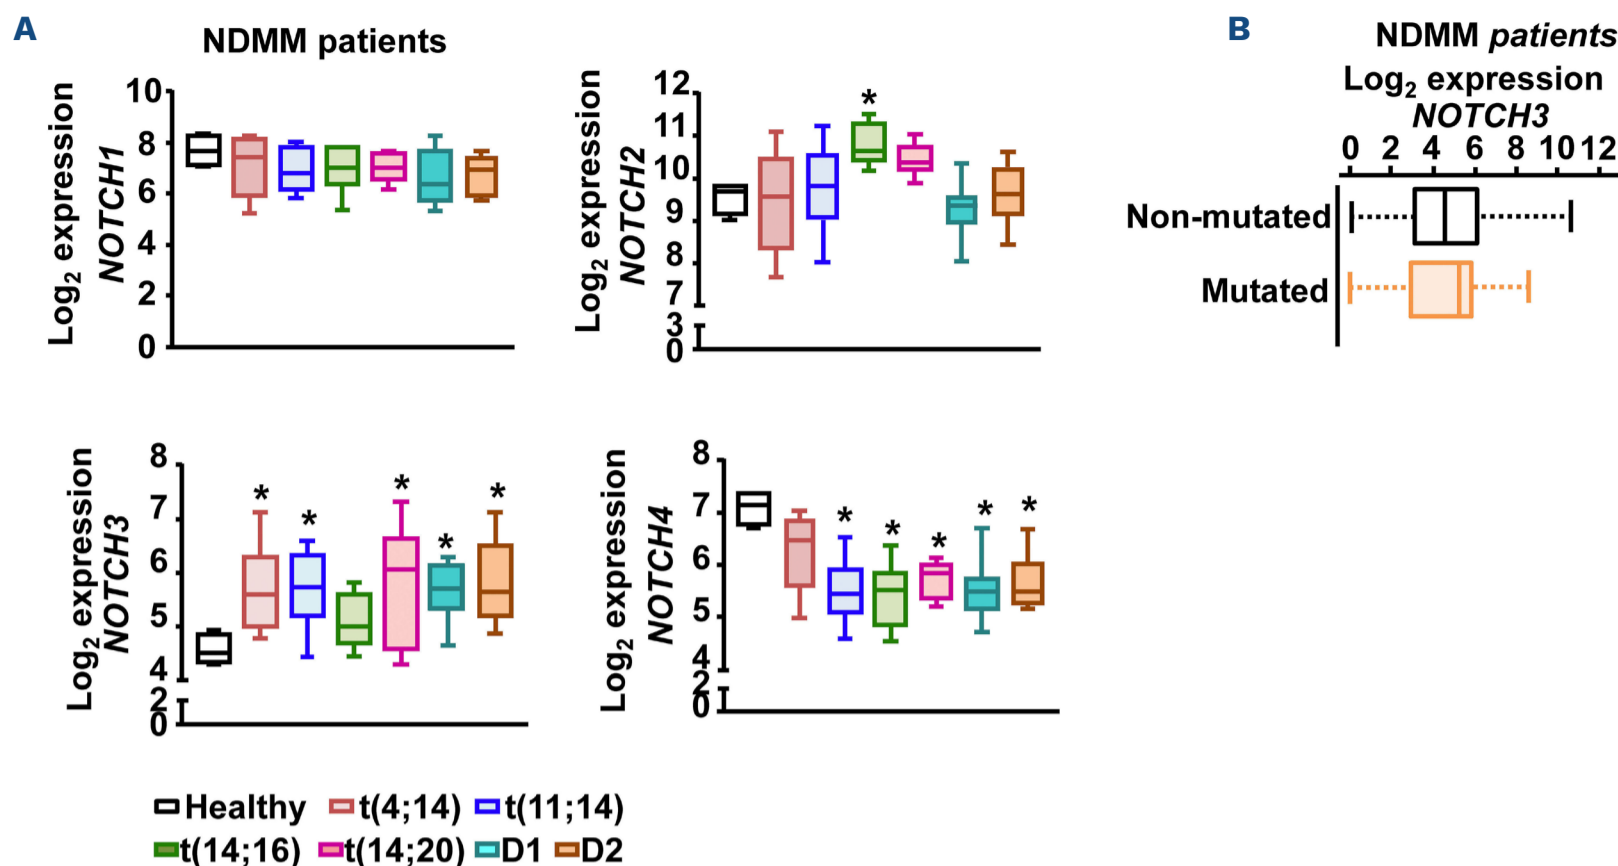 A
NDMM patients
Log2 expression
NOTCH1
10
8
6
4
2
0
Log2 expression
NOTCH2
12
11
10
9
8
7
3
0
*
B
NDMM patients
Log2 expression
NOTCH3
0 2 4 6 8 10 12
Non-mutated
Mutated
Log2 expression
NOTCH3
8
7
6
5
4
2
0
* * * * *
Log2 expression
NOTCH4
8
7
6
5
4
2
0
* * * * *
Healthy t(4;14) t(11;14)
t(14;16) t(14;20) D1 D2